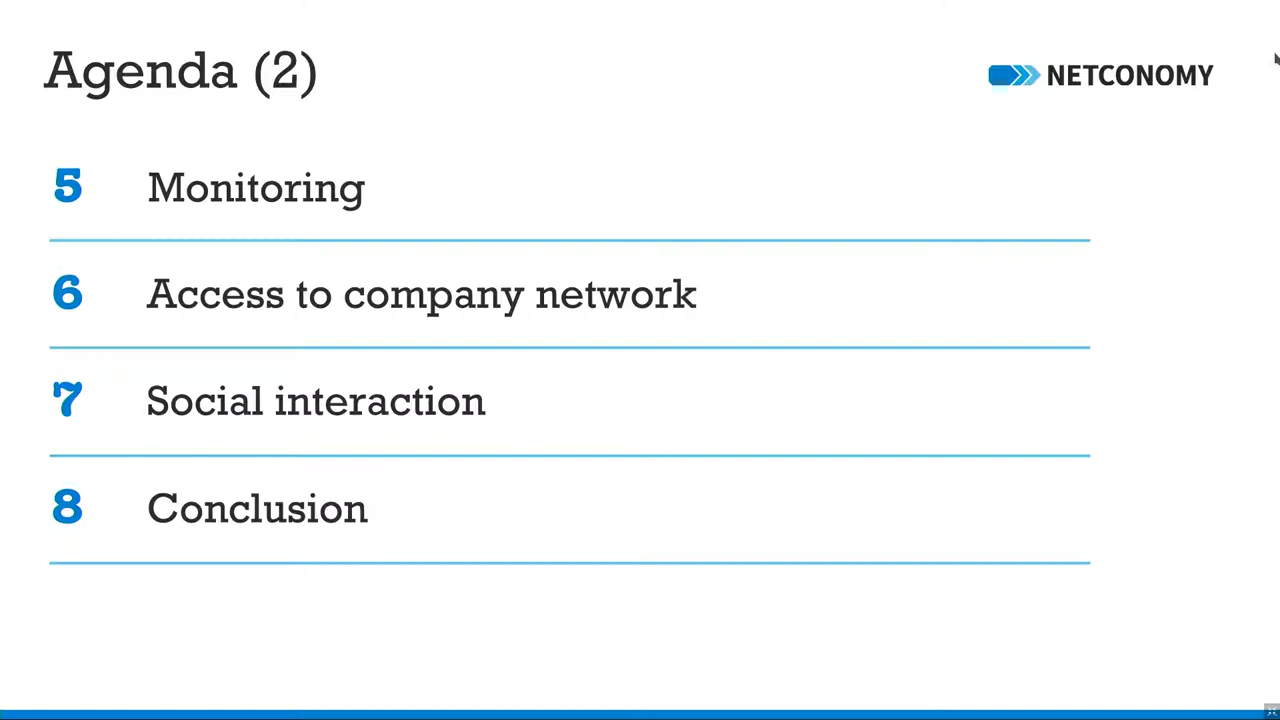 Agenda (2)
NETCONOMY
5 Monitoring
6 Access to company network
7 Social interaction
8 Conclusion